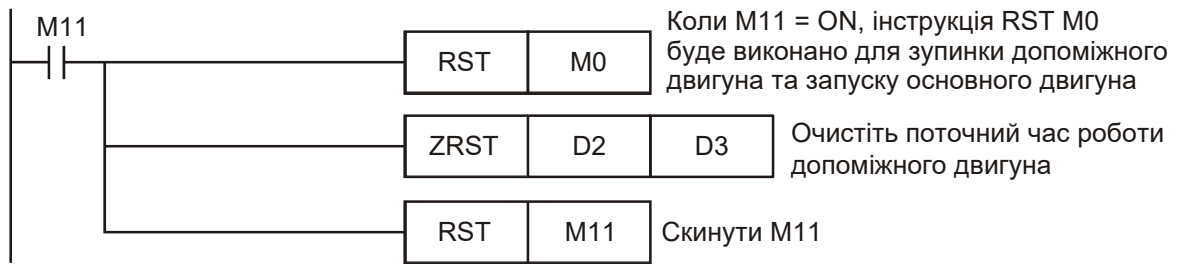 M11
RST M0
Коли M11 = ON, інструкція RST M0
буде виконано для зупинки допоміжного
двигуна та запуску основного двигуна
ZRST D2 D3
Очистіть поточний час роботи
допоміжного двигуна
RST M11 Скинути M11